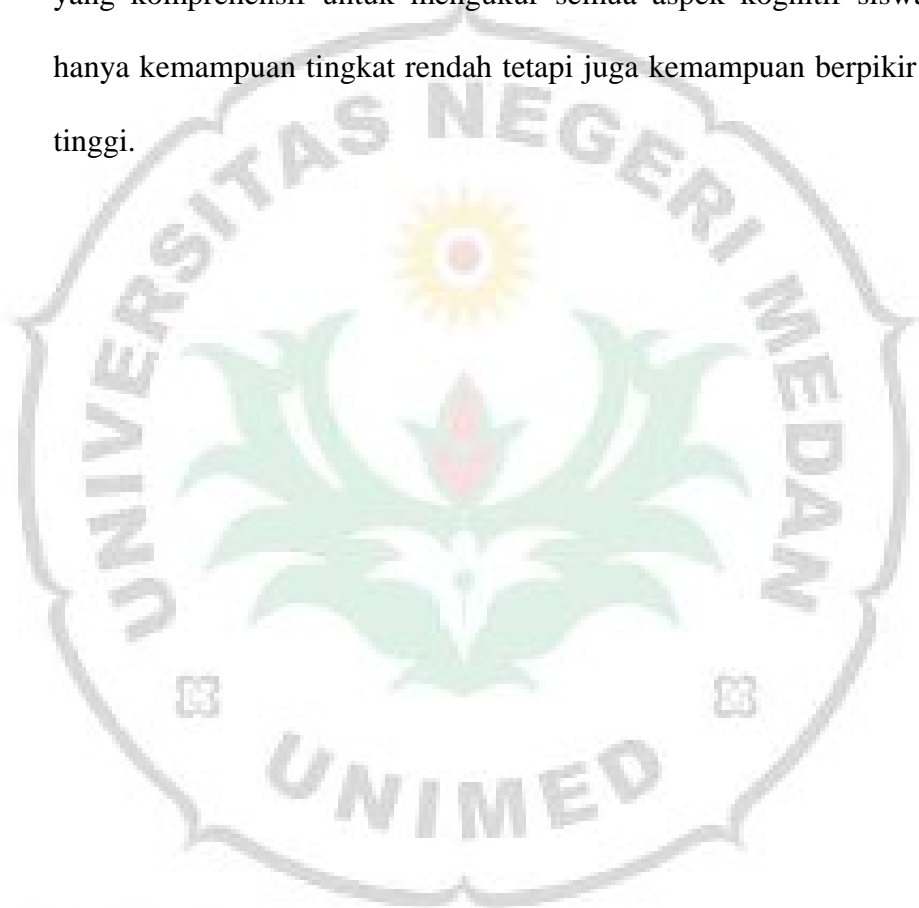 yang komprehensif untuk mengukur semua aspek kognitif siswa
hanya kemampuan tingkat rendah tetapi juga kemampuan berpikir
tinggi.
UNIVERSITAS NEGERI MEDAN
UNIMED